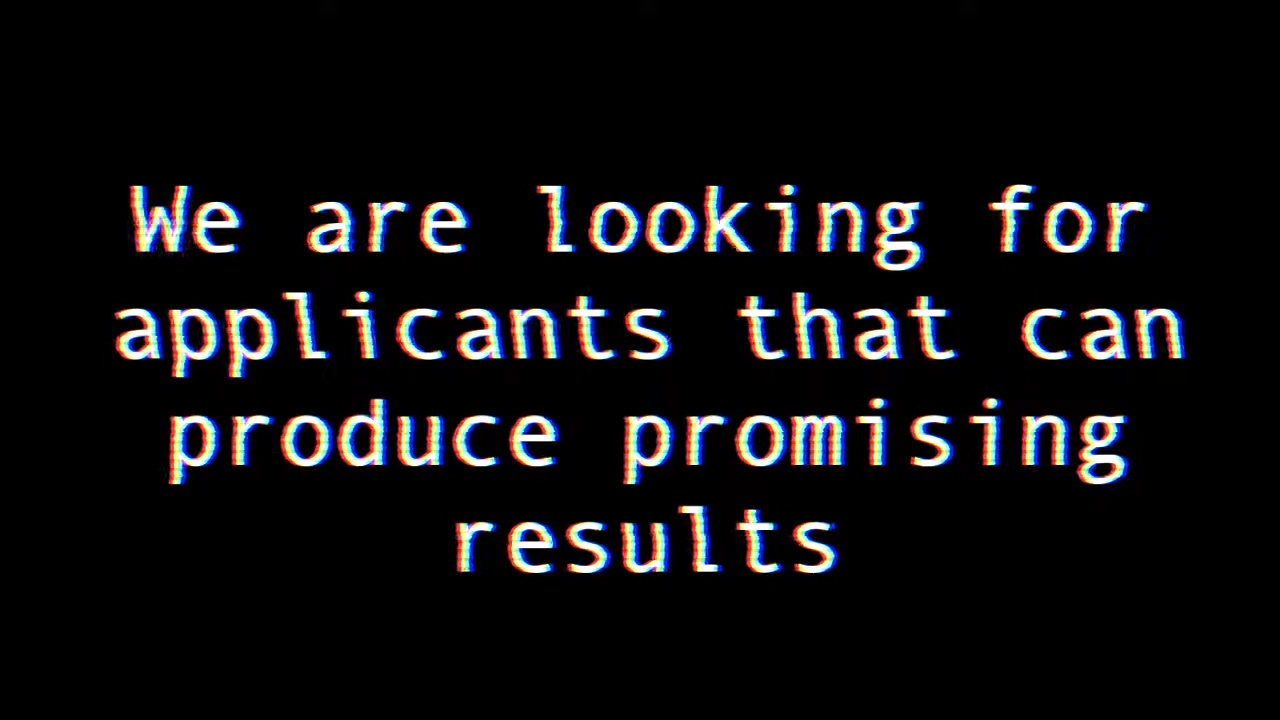 We are looking for
applicants that can
produce promising
results